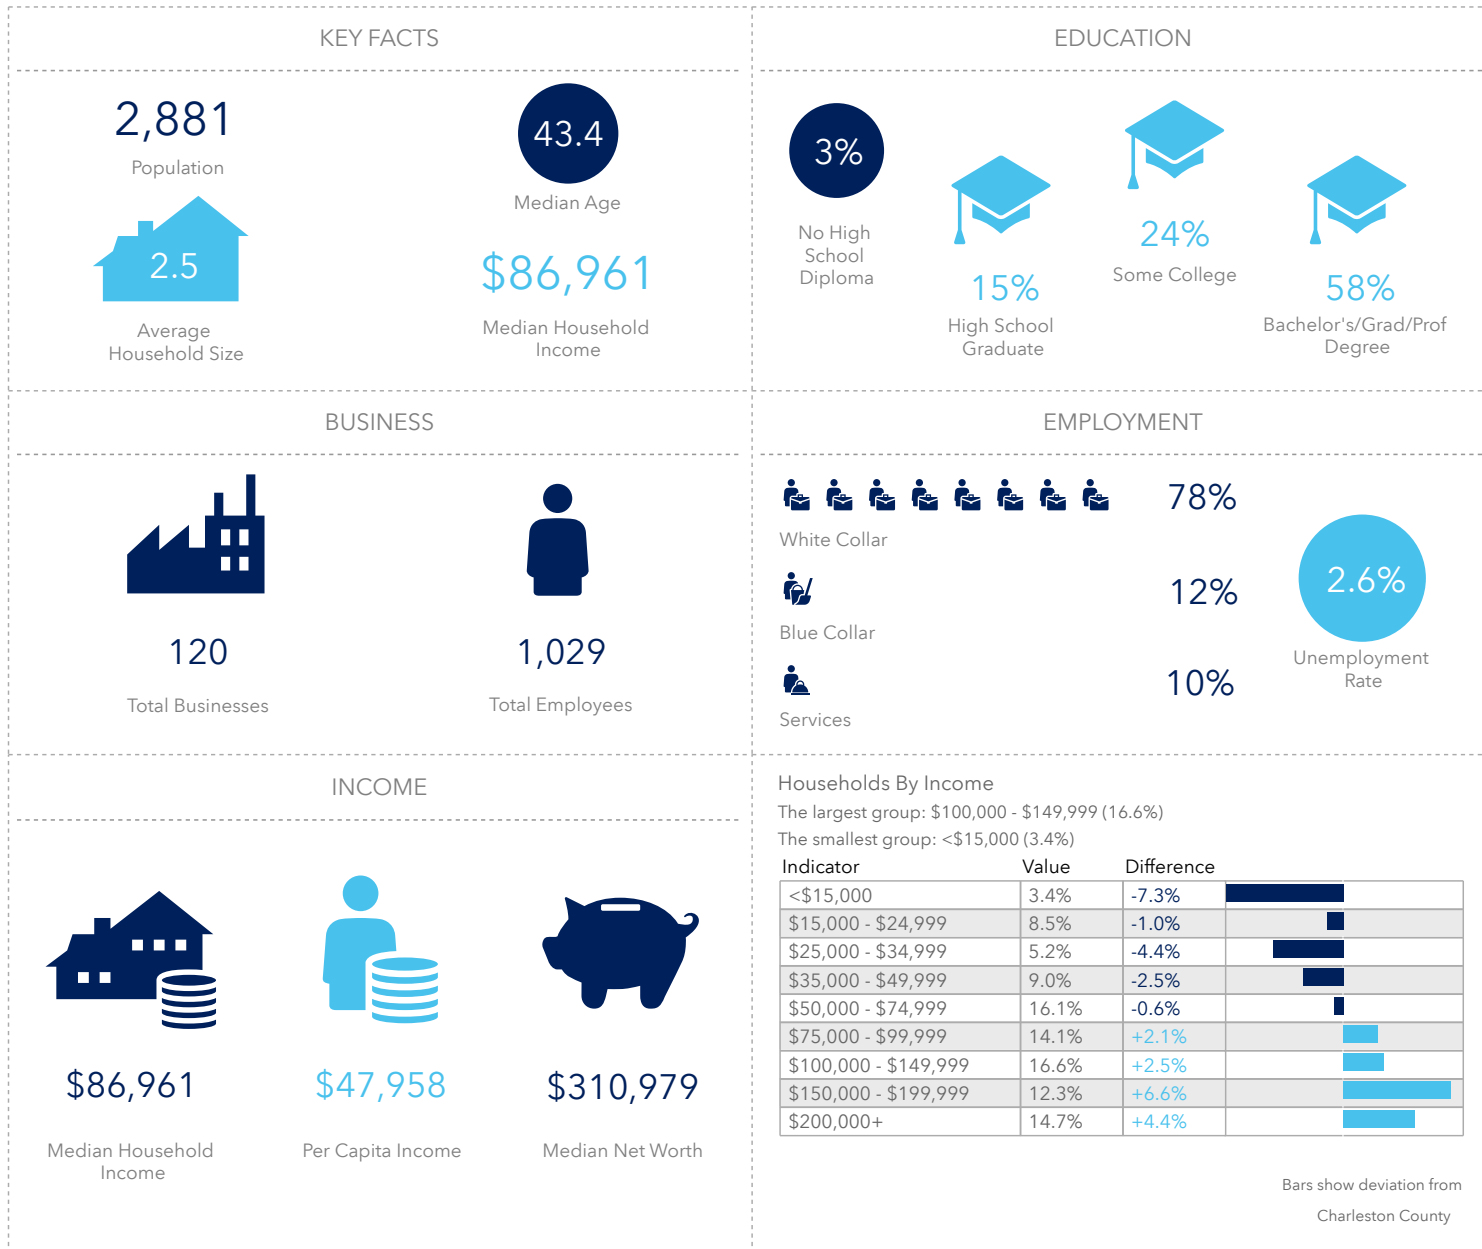 KEY FACTS
2,881
Population
43.4
Median Age
2.5
Average
Household Size
$86,961
Median Household
Income
EDUCATION
3%
No High
School
Diploma
15%
High School
Graduate
24%
Some College
58%
Bachelor's/Grad/Prof
Degree
BUSINESS
120
Total Businesses
1,029
Total Employees
EMPLOYMENT
78%
White Collar
12%
Blue Collar
10%
Services
2.6%
Unemployment
Rate
INCOME
$86,961
Median Household
Income
$47,958
Per Capita Income
$310,979
Median Net Worth
Households By Income
The largest group: $100,000 - $149,999 (16.6%)
The smallest group: <$15,000 (3.4%)
Indicator Value Difference
<$15,000 3.4% -7.3%
$15,000 - $24,999 8.5% -1.0%
$25,000 - $34,999 5.2% -4.4%
$35,000 - $49,999 9.0% -2.5%
$50,000 - $74,999 16.1% -0.6%
$75,000 - $99,999 14.1% +2.1%
$100,000 - $149,999 16.6% +2.5%
$150,000 - $199,999 12.3% +6.6%
$200,000+ 14.7% +4.4%
Bars show deviation from
Charleston County